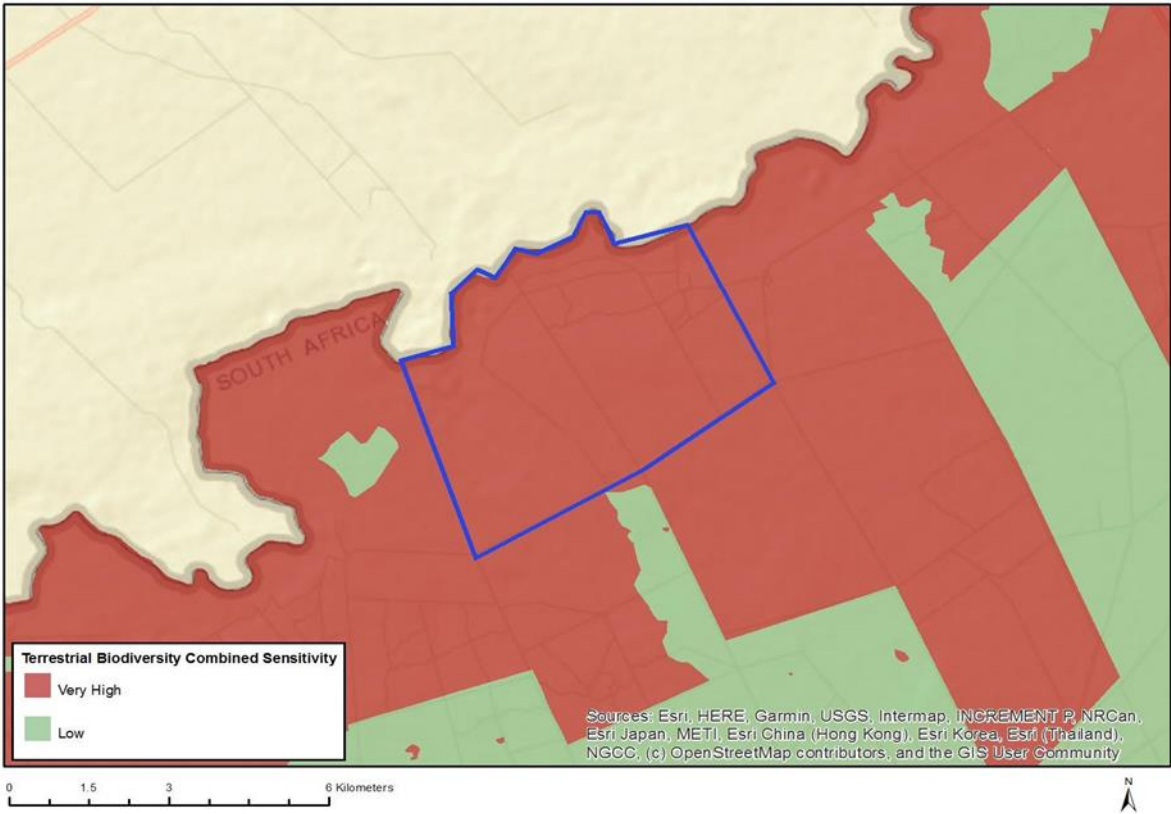 SOUTH AFRICA
Terrestrial Biodiversity Combined Sensitivity
Very High
Low
Sources: Esri, HERE, Garmin, USGS, Intermap, INCREMENT P, NRCan,
Esri Japan, METI, Esri China (Hong Kong), Esri Korea, Esri (Thailand),
NGCC, (c) OpenStreetMap contributors, and the GIS User Community
0 1.5 3 6 Kilometers
N